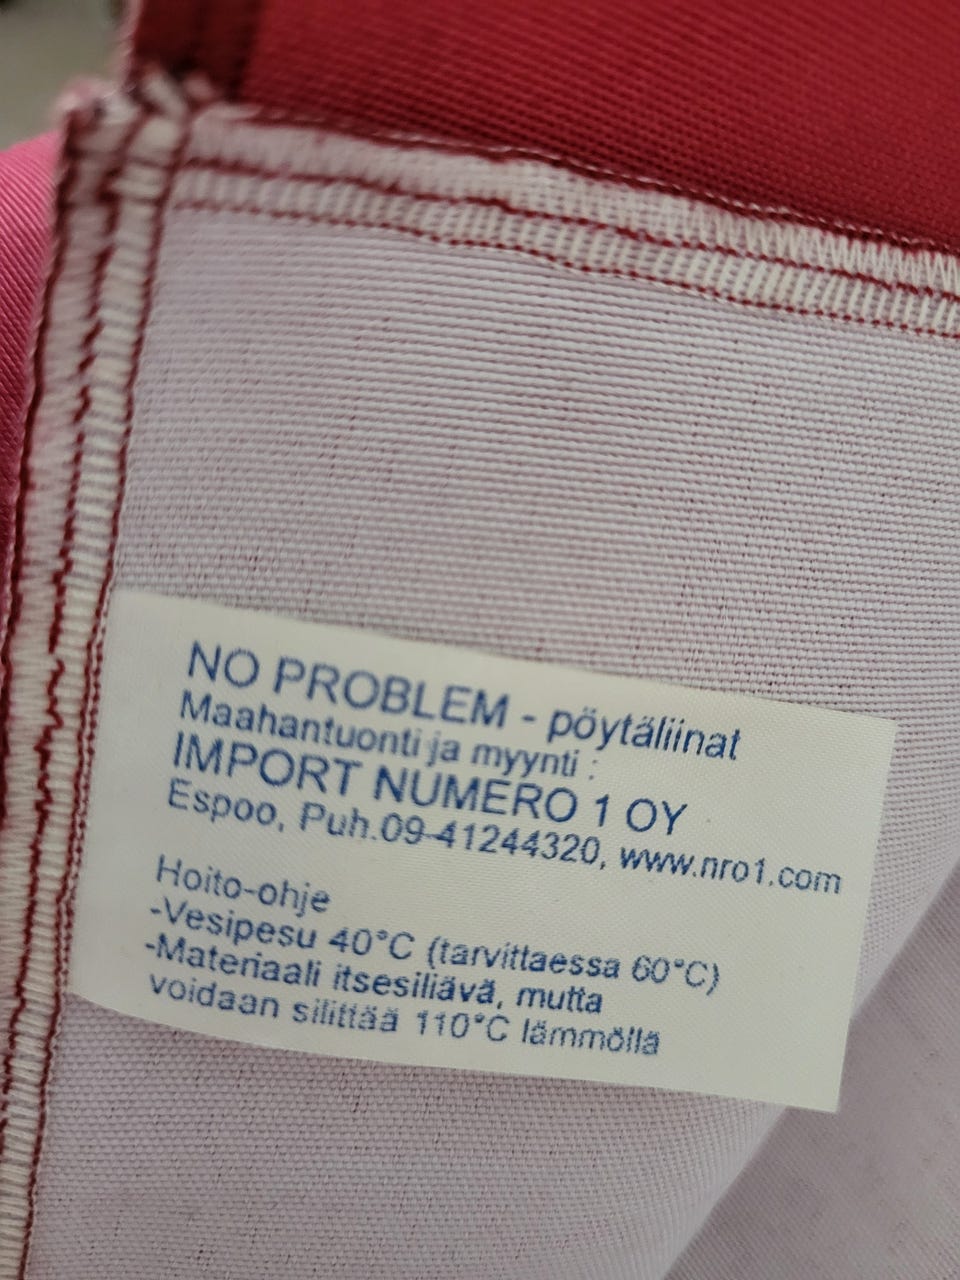 NO PROBLEM - pöytäliinat
Maahantuonti ja myynti :
IMPORT NUMERO 1 OY
Espoo, Puh.09-41244320, www.nro1.com
Hoito-ohje
-Vesipesu 40°C (tarvittaessa 60°C)
-Materiaali itsesiliävä, mutta
voidaan silittää 110°C lämmöllä